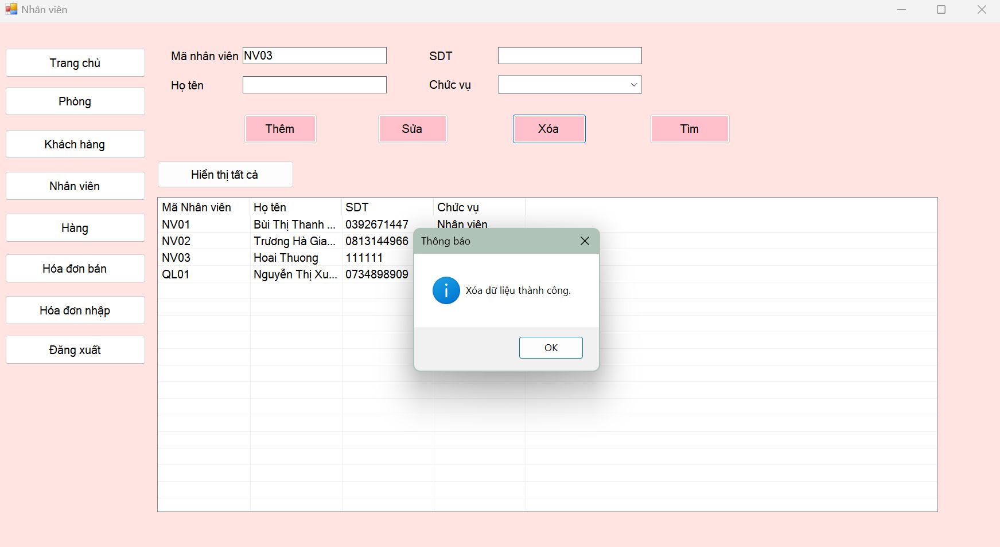 Nhân viên
Trang chủ
Phòng
Khách hàng
Nhân viên
Hàng
Hóa đơn bán
Hóa đơn nhập
Đăng xuất
Mã nhân viên NV03 SDT
Họ tên Chức vụ
Thêm Sửa Xóa Tìm
Hiển thị tất cả
Mã Nhân viên Họ tên SDT Chức vụ
NV01 Bùi Thị Thanh ... 0392671447 Nhân viên
NV02 Trương Hà Gia... 0813144966
NV03 Hoai Thuong 111111
QL01 Nguyễn Thị Xu... 0734898909
Thông báo
Xóa dữ liệu thành công.
OK